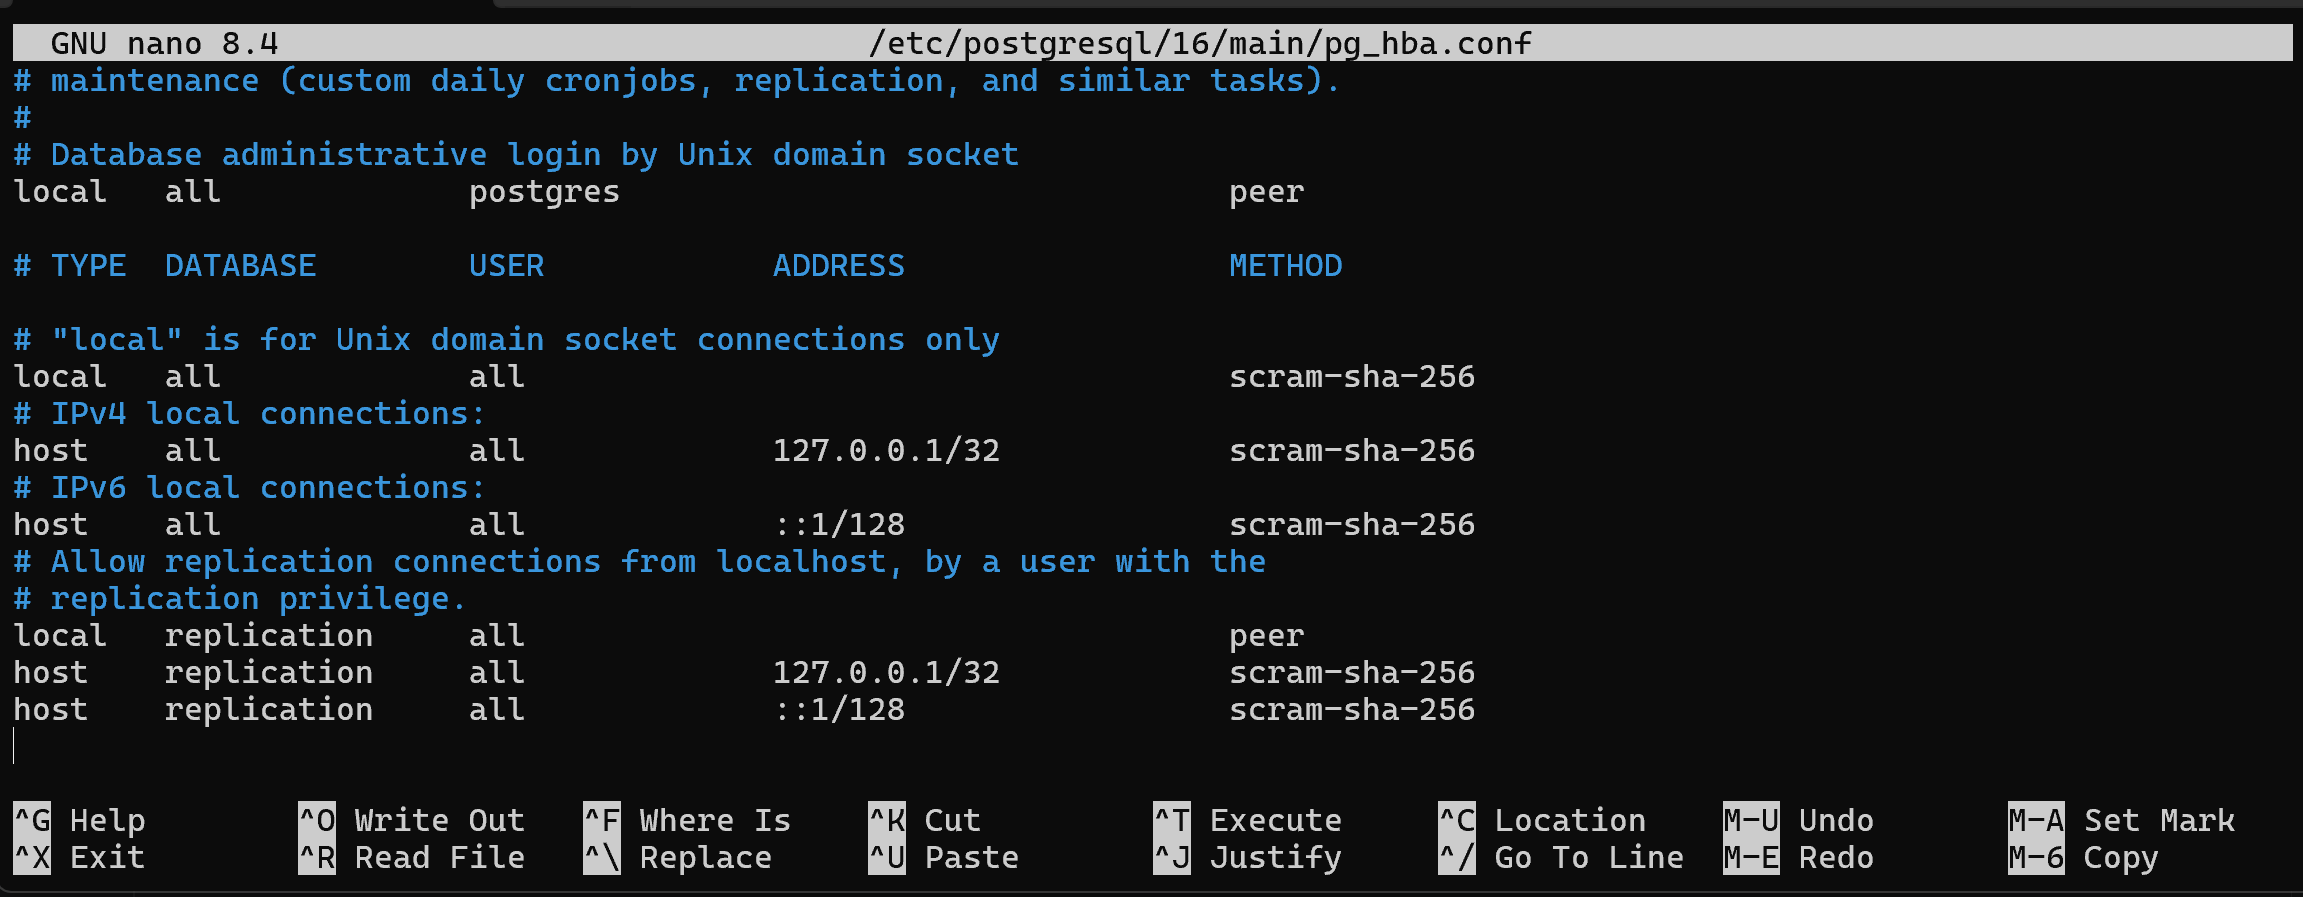 GNU nano 8.4 /etc/postgresql/16/main/pg_hba.conf
# maintenance (custom daily cronjobs, replication, and similar tasks).
#
# Database administrative login by Unix domain socket
local   all             postgres                                peer

# TYPE  DATABASE        USER            ADDRESS                 METHOD

# "local" is for Unix domain socket connections only
local   all             all                                     scram-sha-256
# IPv4 local connections:
host    all             all             127.0.0.1/32            scram-sha-256
# IPv6 local connections:
host    all             all             ::1/128                 scram-sha-256
# Allow replication connections from localhost, by a user with the
# replication privilege.
local   replication     all                                     peer
host    replication     all             127.0.0.1/32            scram-sha-256
host    replication     all             ::1/128                 scram-sha-256

^G Help ^O Write Out ^F Where Is ^K Cut ^T Execute ^C Location M-U Undo M-A Set Mark
^X Exit ^R Read File ^\ Replace ^U Paste ^J Justify ^/ Go To Line M-E Redo M-6 Copy